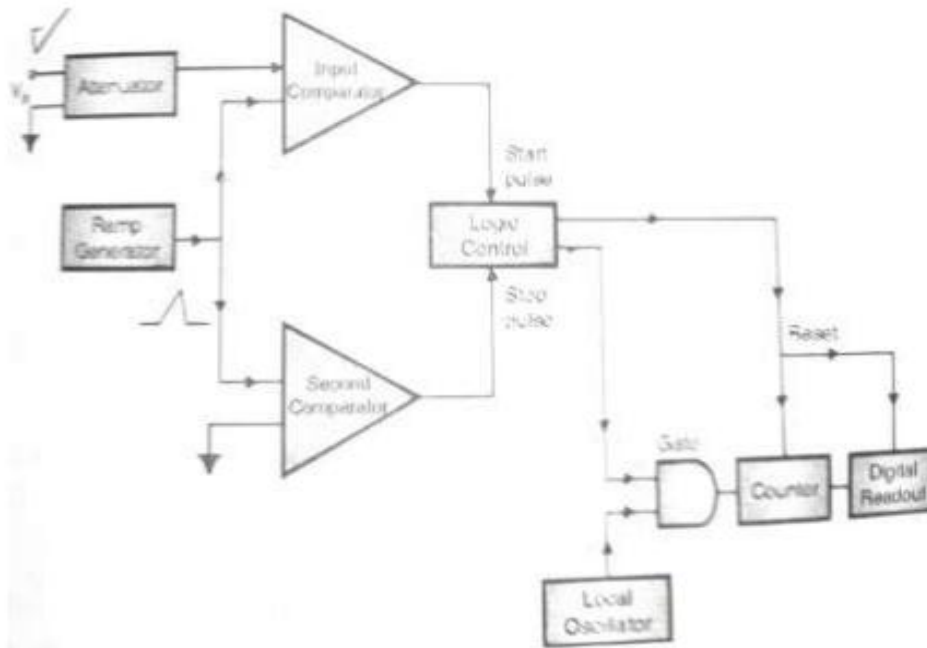 Attenuator
Input
Comparator
Start
pulse
Ramp
Generator
Logic
Control
Stop
pulse
Reset
Second
Comparator
Gate
Counter
Digital
Readout
Local
Oscillator